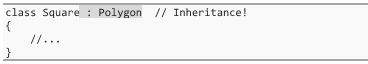 class Square : Polygon  // Inheritance!
{
    //...
}